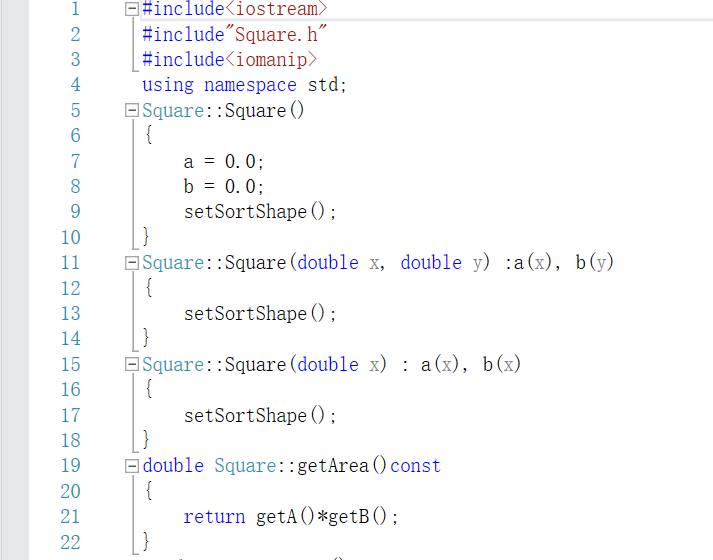 1 #include<iostream>
2 #include"Square.h"
3 #include<iomanip>
4 using namespace std;
5 Square::Square()
6 {
7 a = 0.0;
8 b = 0.0;
9 setSortShape();
10 }
11 Square::Square(double x, double y) :a(x), b(y)
12 {
13 setSortShape();
14 }
15 Square::Square(double x) : a(x), b(x)
16 {
17 setSortShape();
18 }
19 double Square::getArea()const
20 {
21 return getA()*getB();
22 }